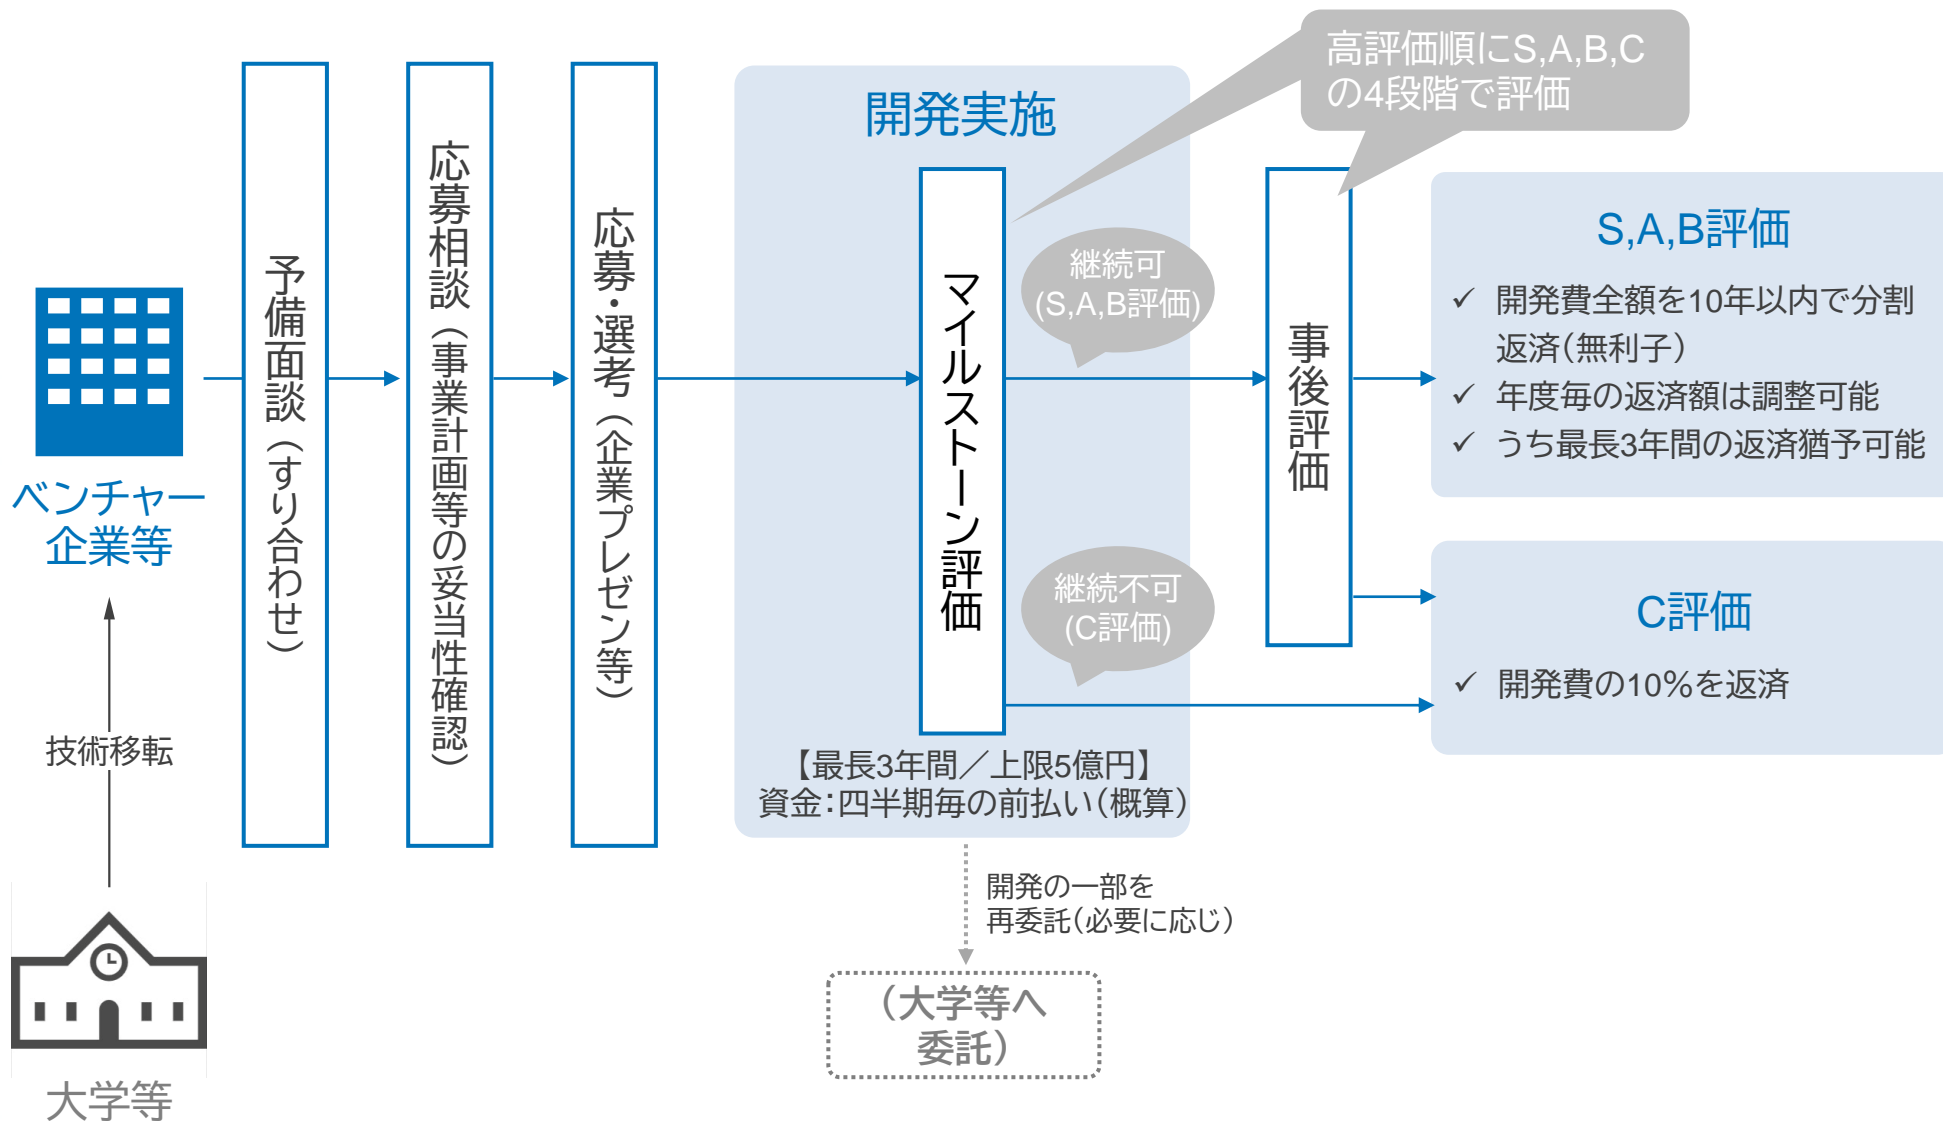 ベンチャー
企業等
技術移転
大学等
予備面談（すり合わせ）
応募相談（事業計画等の妥当性確認）
応募・選考（企業プレゼン等）
開発実施
マイルストーン評価
【最長3年間／上限5億円】
資金：四半期毎の前払い（概算）
開発の一部を
再委託（必要に応じ）
（大学等へ
委託）
高評価順にS,A,B,C
の4段階で評価
継続可
(S,A,B評価)
継続不可
(C評価)
事後評価
S,A,B評価
✓ 開発費全額を10年以内で分割
返済（無利子）
✓ 年度毎の返済額は調整可能
✓ うち最長3年間の返済猶予可能
C評価
✓ 開発費の10％を返済